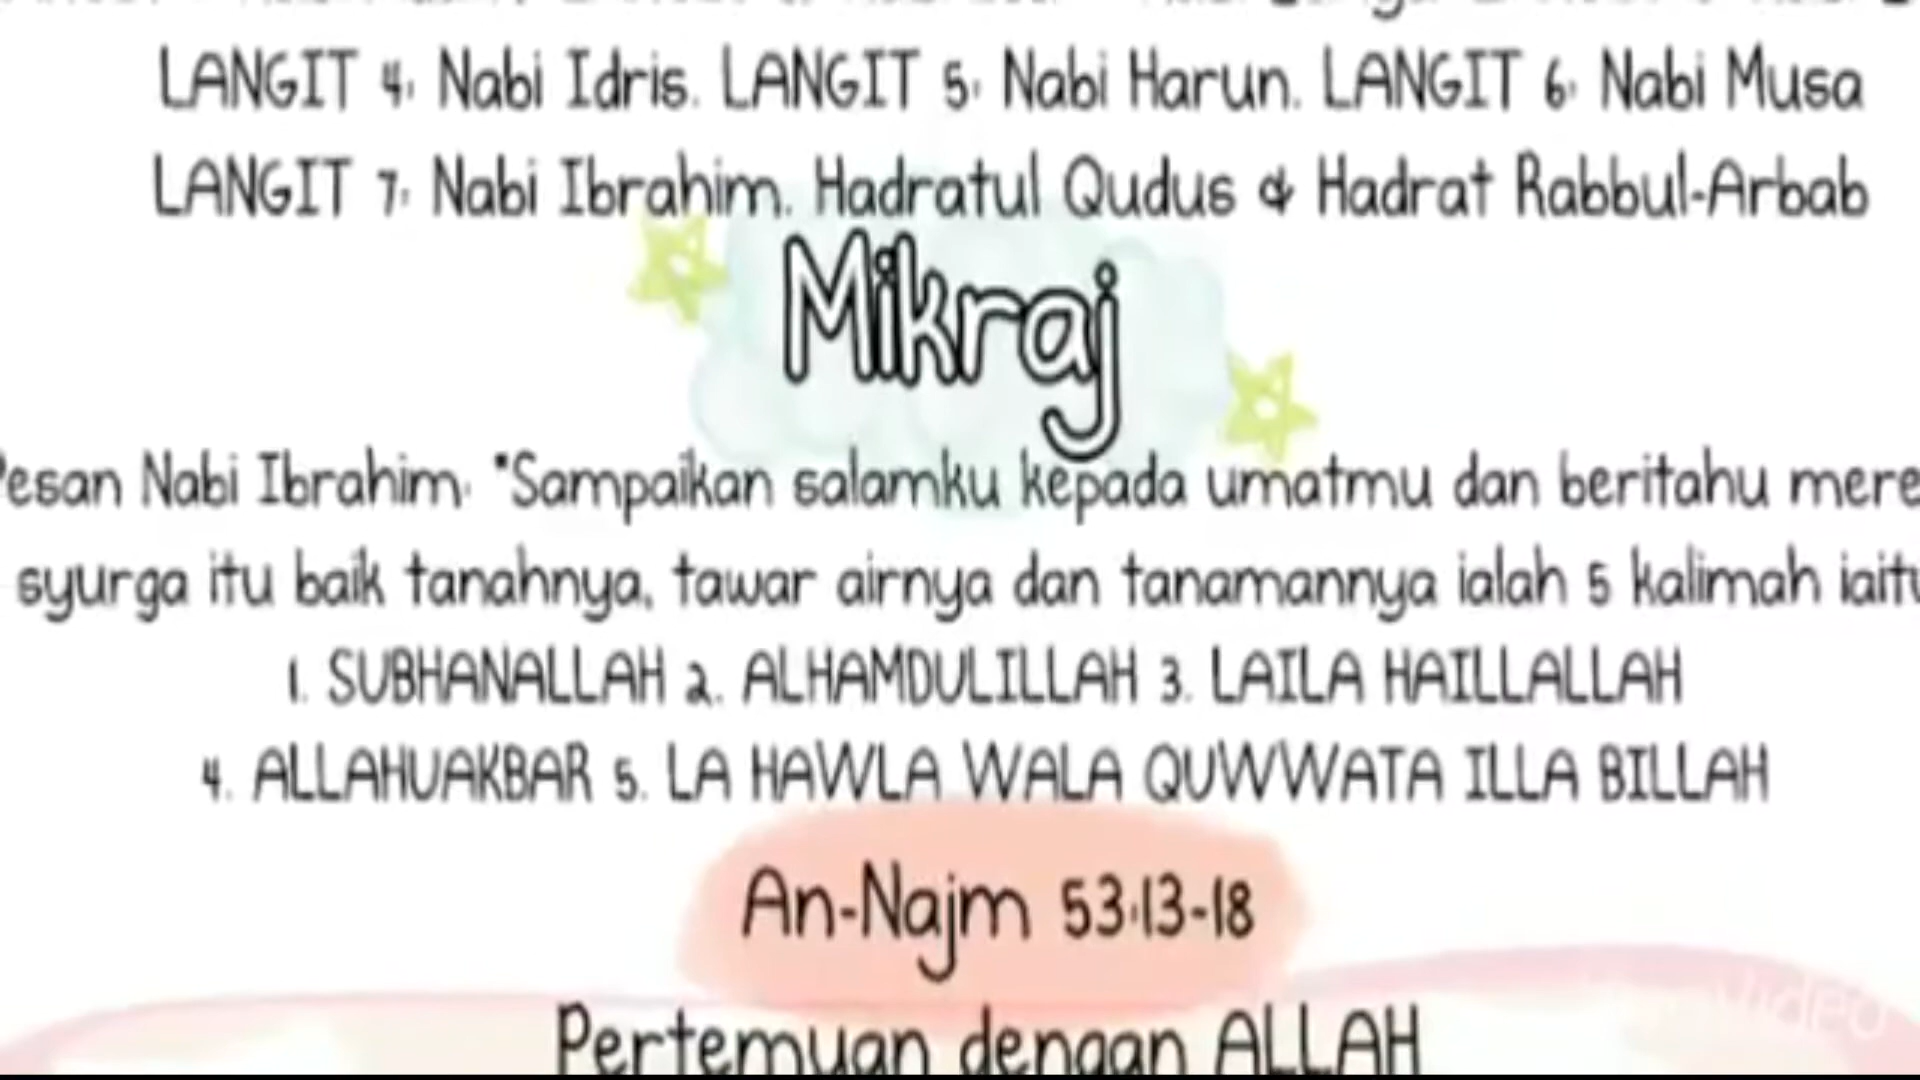 LANGIT 4: Nabi Idris. LANGIT 5: Nabi Harun. LANGIT 6: Nabi Musa
LANGIT 7: Nabi Ibrahim. Hadratul Qudus & Hadrat Rabbul-Arbab
Mikraj
Pesan Nabi Ibrahim: "Sampaikan salamku kepada umatmu dan beritahu mere
syurga itu baik tanahnya, tawar airnya dan tanamannya ialah 5 kalimah iaitu
1. SUBHANALLAH 2. ALHAMDULILLAH 3. LAILA HAILLALLAH
4. ALLAHUAKBAR 5. LA HAWLA WALA QUWWATA ILLA BILLAH
An-Najm 53:13-18
Pertemuan dengan ALLAH